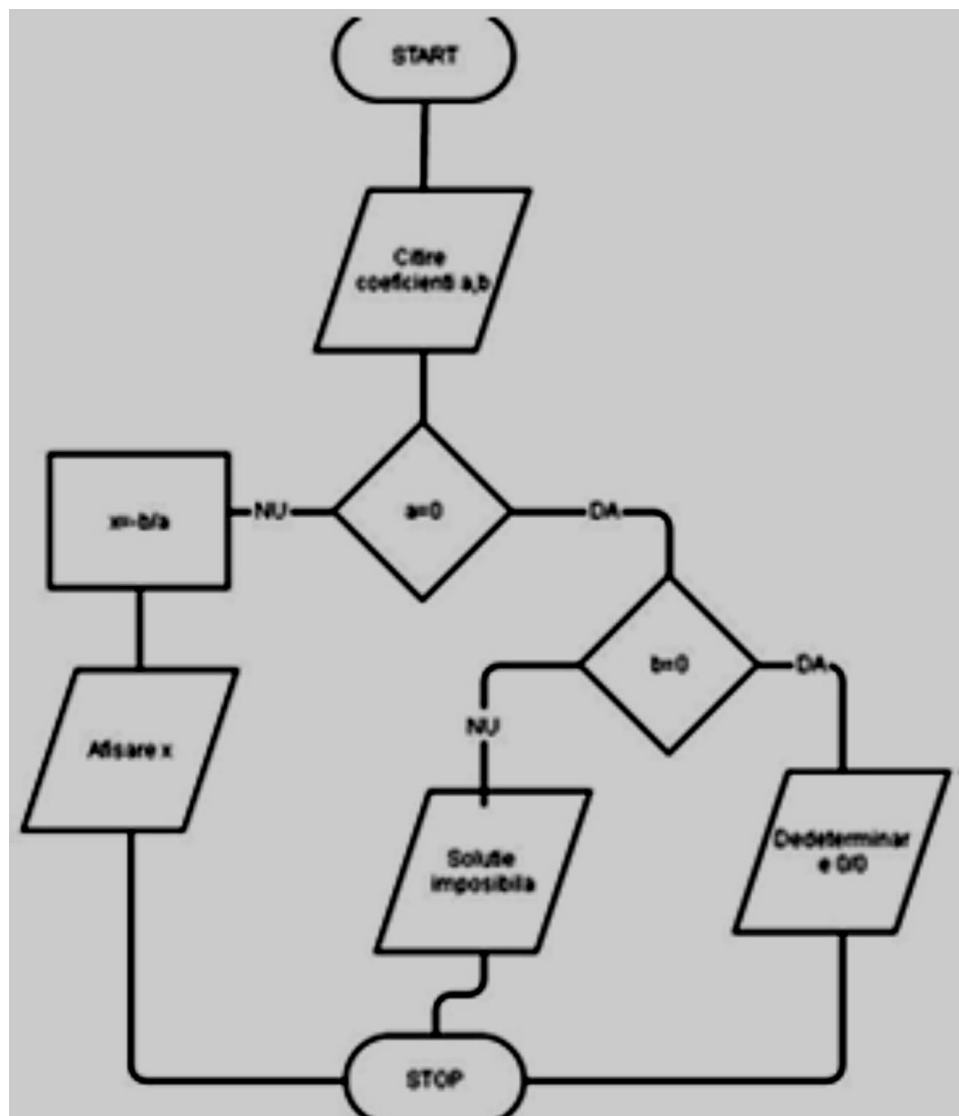 START
Citire
coeficienti a,b
a=0
NU
DA
x=-b/a
b=0
DA
NU
Afisare x
Solutie
imposibila
Dedeterminar
e 0/0
STOP